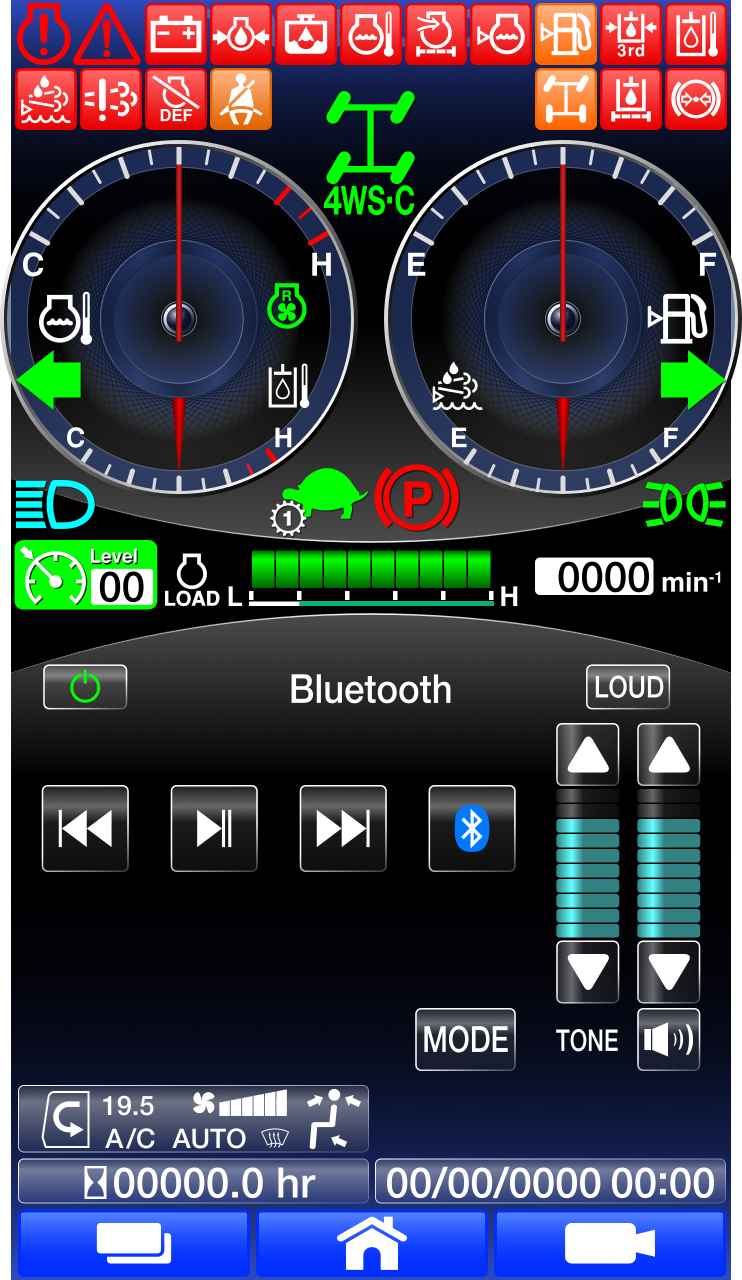 3rd
DEF
4WS·C
C
H
E
F
R
C
H
E
F
1
P
Level
00
LOAD
L
H
0000 min-1
Bluetooth
LOUD
MODE
TONE
19.5
A/C AUTO
00000.0 hr
00/00/0000 00:00